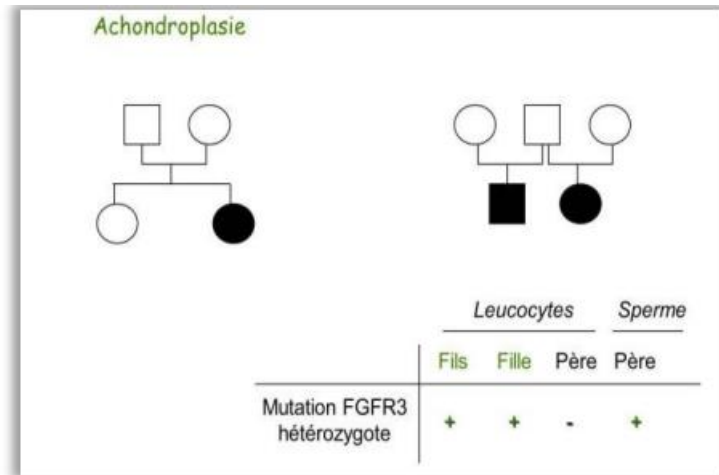 Achondroplasie
Leucocytes Sperme
Fils Fille Père Père
Mutation FGFR3
hétérozygote + + - +